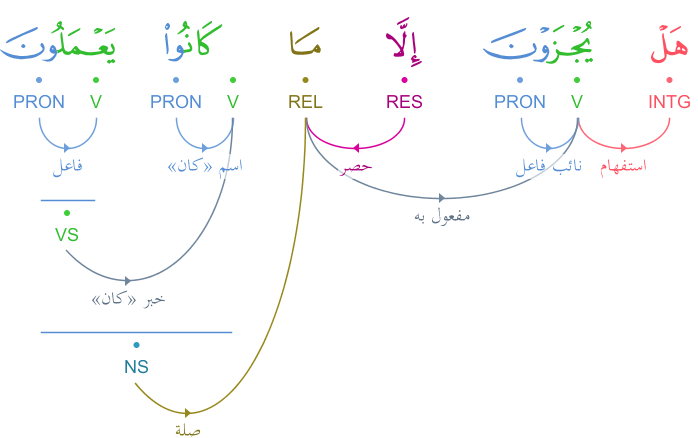 هَلْ يُجْزَوْنَ إِلَّا مَا كَانُوا۟ يَعْمَلُونَ
INTG V PRON RES REL V PRON V PRON
استفهام نائب فاعل حصر اسم «كان» فاعل
مفعول به
VS
خبر «كان»
NS
صلة